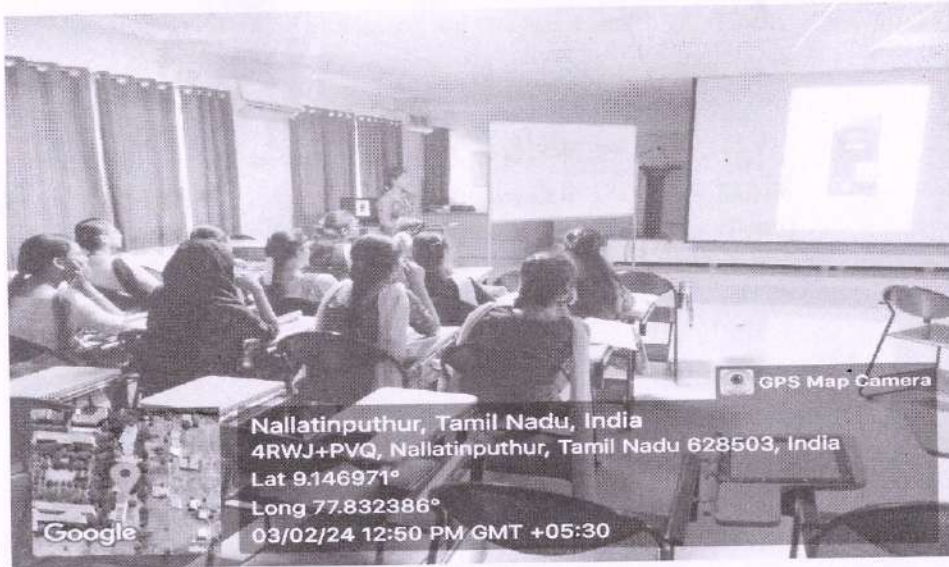 GPS Map Camera
Nallatinputhur, Tamil Nadu, India
4RWJ+PVQ, Nallatinputhur, Tamil Nadu 628503, India
Lat 9.146971°
Long 77.832386°
03/02/24 12:50 PM GMT +05:30
Google